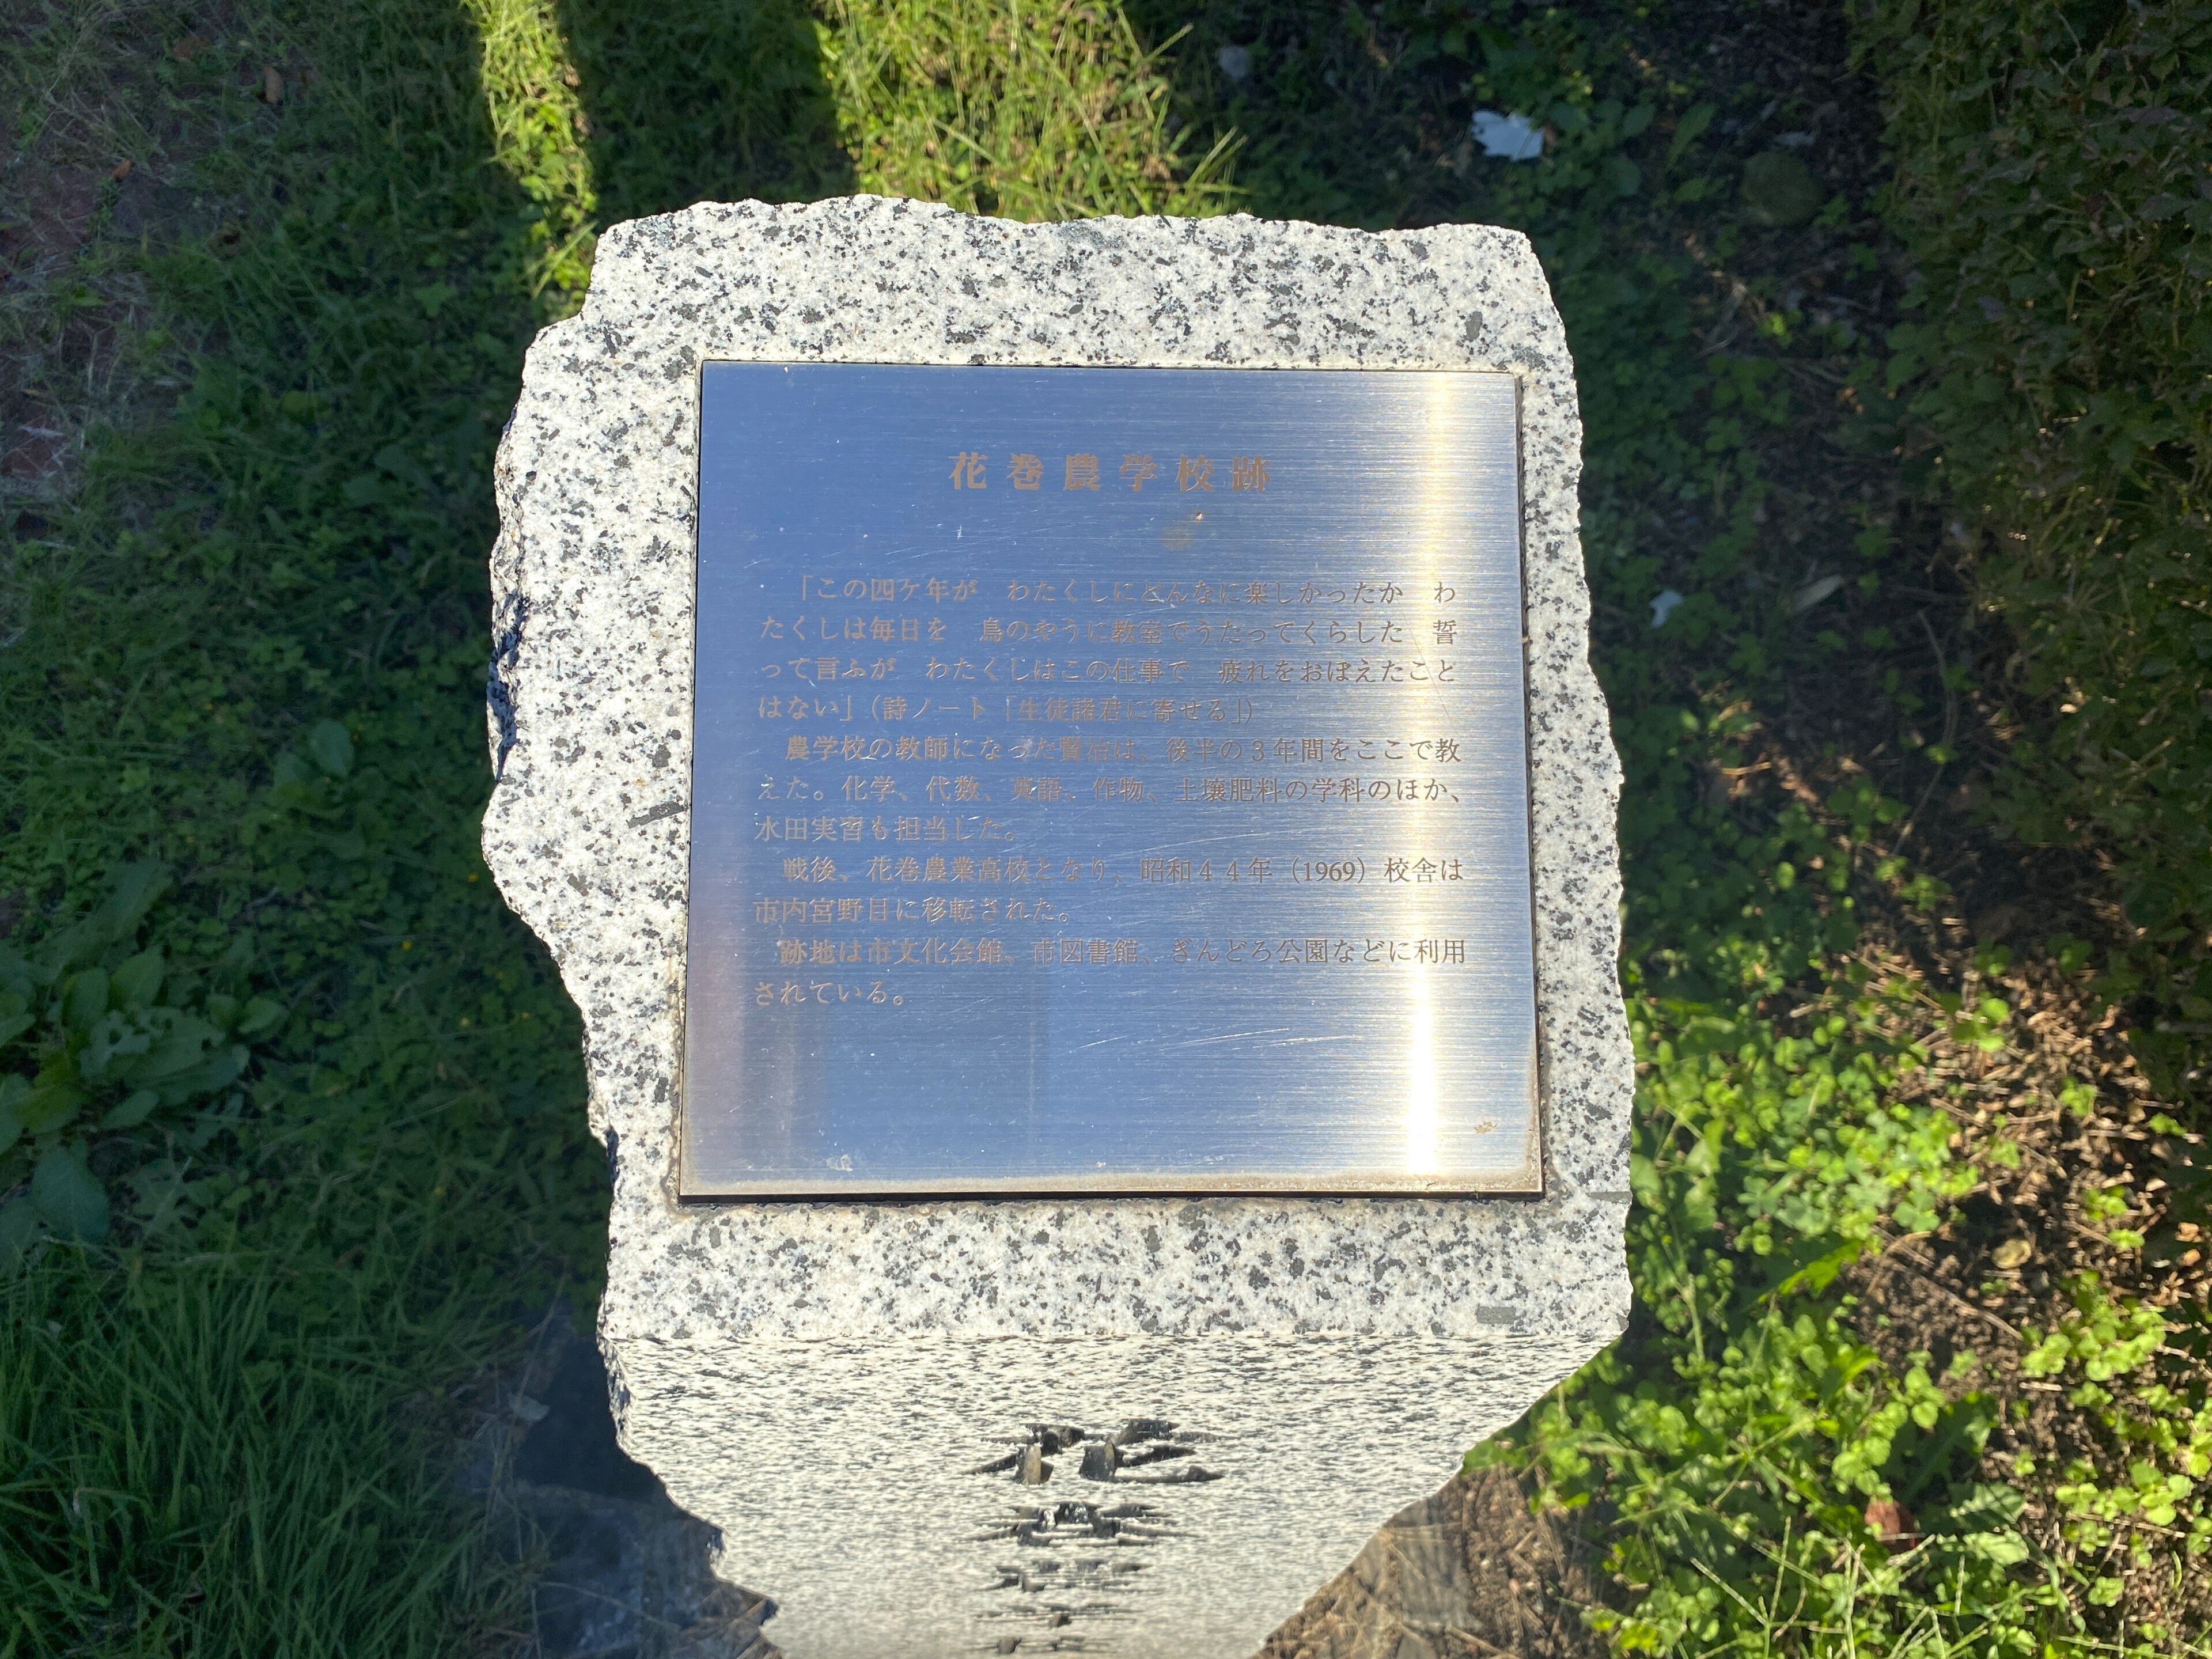 花巻農学校跡
「この四ケ年が　わたくしにどんなに楽しかったか　わ
たくしは毎日を　鳥のやうに教室でうたってくらした　誓
って言ふが　わたくしはこの仕事で　疲れをおぼえたこと
はない」（詩ノート「生徒諸君に寄せる」）
農学校の教師になった賢治は、後半の３年間をここで教
えた。化学、代数、英語、作物、土壌肥料の学科のほか、
水田実習も担当した。
戦後、花巻農業高校となり、昭和４４年（1969）校舎は
市内宮野目に移転された。
跡地は市文化会館、市図書館、ぎんどろ公園などに利用
されている。
花
巻